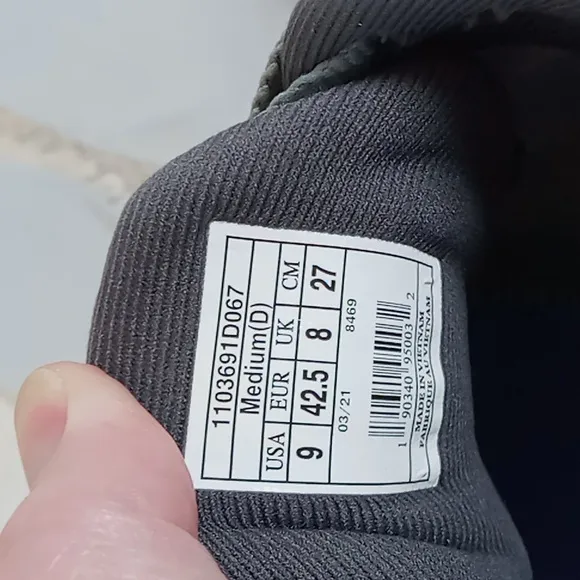 1103691D067
Medium(D)
USA EUR UK CM
9 42.5 8 27
03/21 8469
1 90340 95003 2
MADE IN VIETNAM
FABRIQUE AU VIETNAM